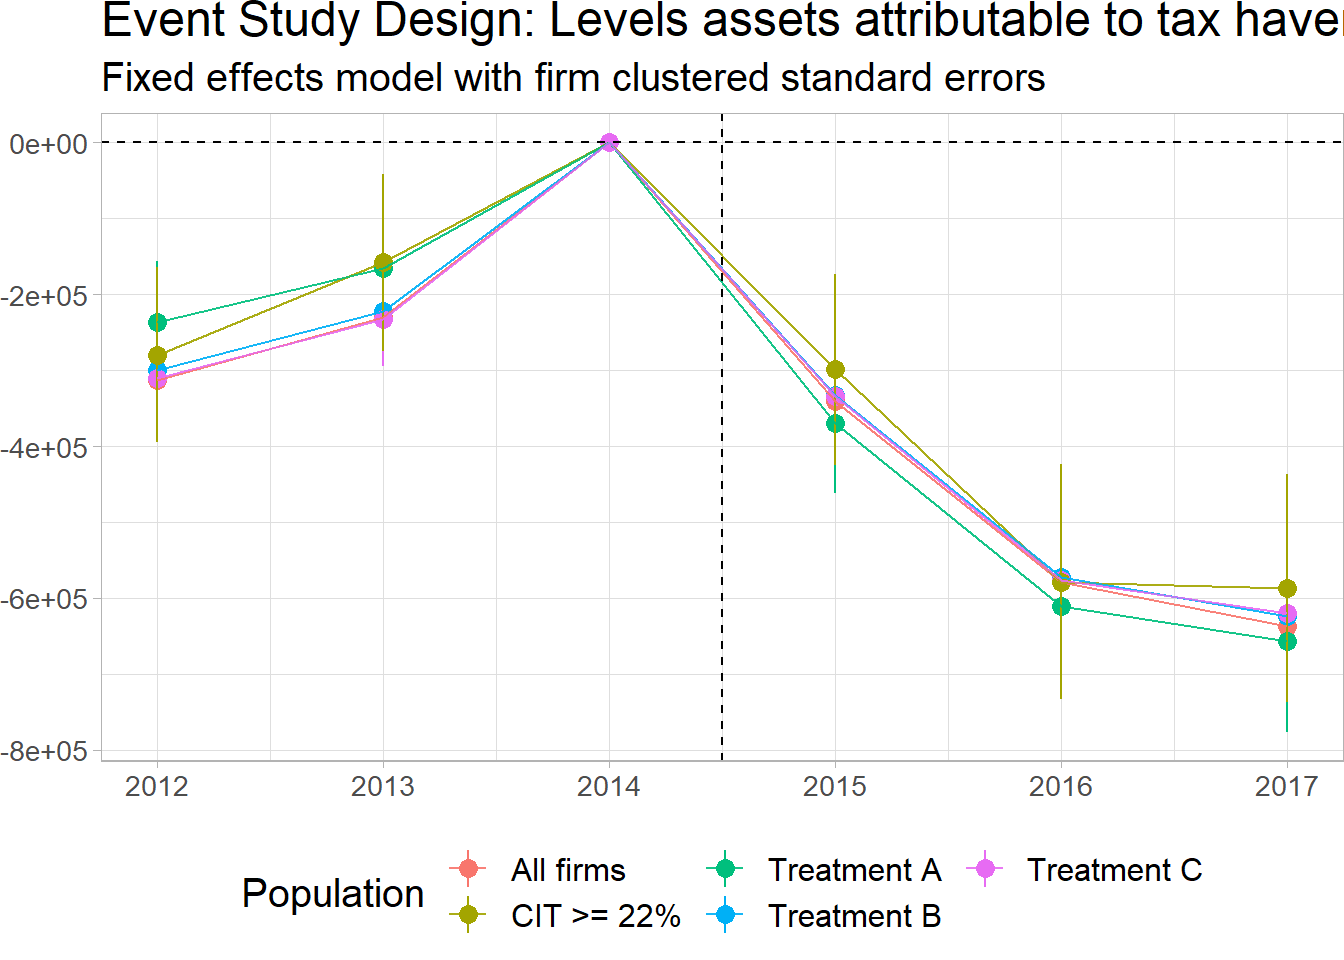 Event Study Design: Levels assets attributable to tax haven
Fixed effects model with firm clustered standard errors
0e+00
-2e+05
-4e+05
-6e+05
-8e+05
2012 2013 2014 2015 2016 2017
Population
All firms Treatment A Treatment C
CIT >= 22% Treatment B